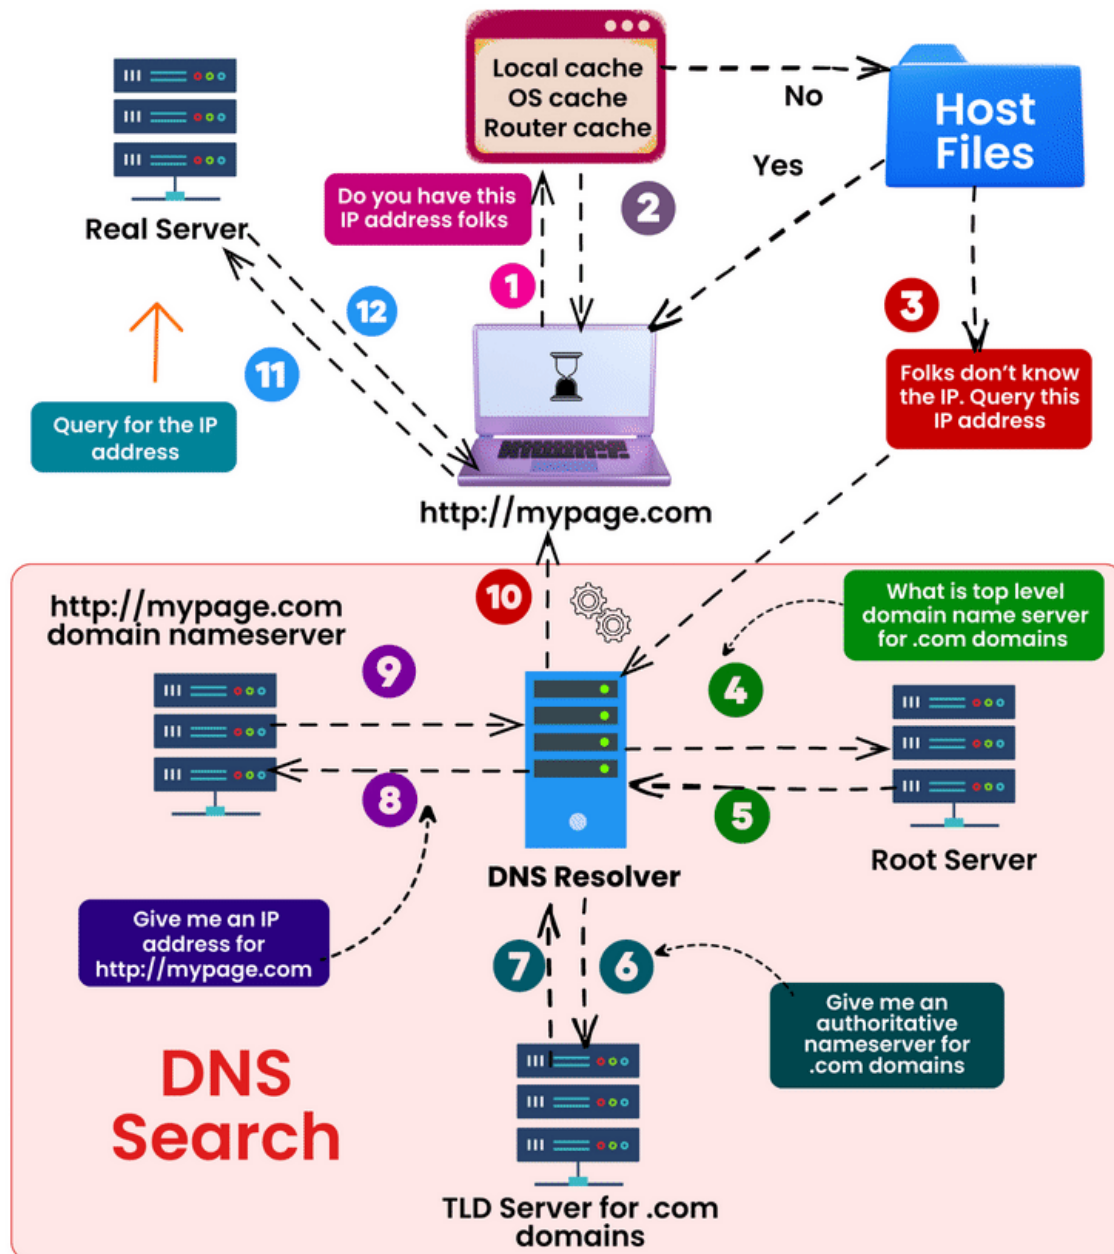 Local cache
OS cache
Router cache
No
Host
Files
Yes
Do you have this
IP address folks
2
Real Server
1
3
12
11
Folks don’t know
the IP. Query this
IP address
Query for the IP
address
http://mypage.com
10
What is top level
domain name server
for .com domains
http://mypage.com
domain nameserver
9
4
8
5
DNS Resolver
Root Server
Give me an IP
address for
http://mypage.com
7
6
Give me an
authoritative
nameserver for
.com domains
DNS
Search
TLD Server for .com
domains